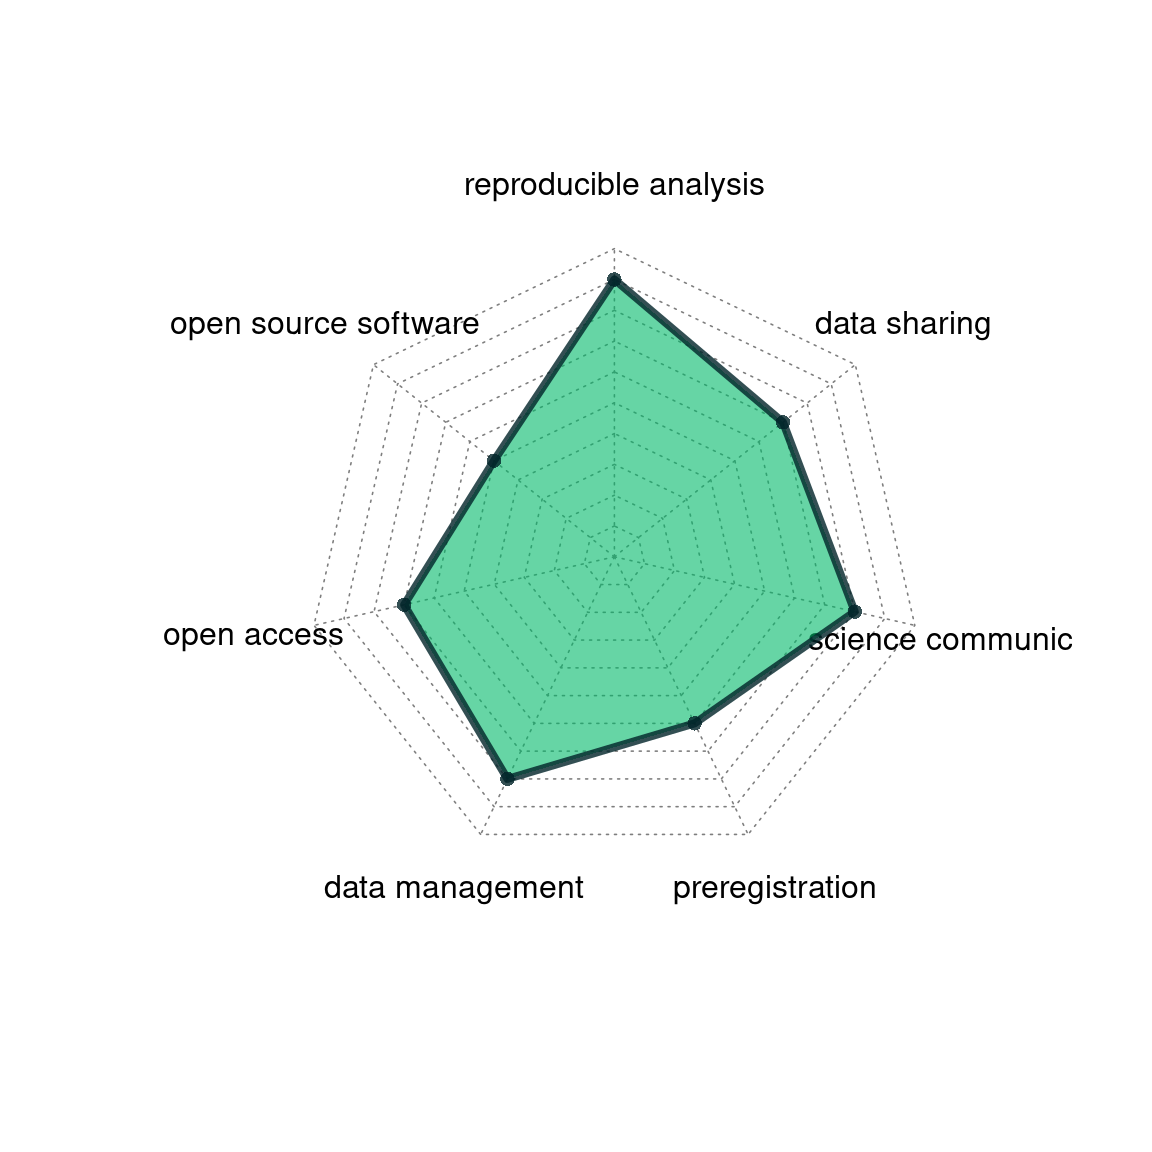 reproducible analysis
open source software
data sharing
open access
science communic
data management
preregistration